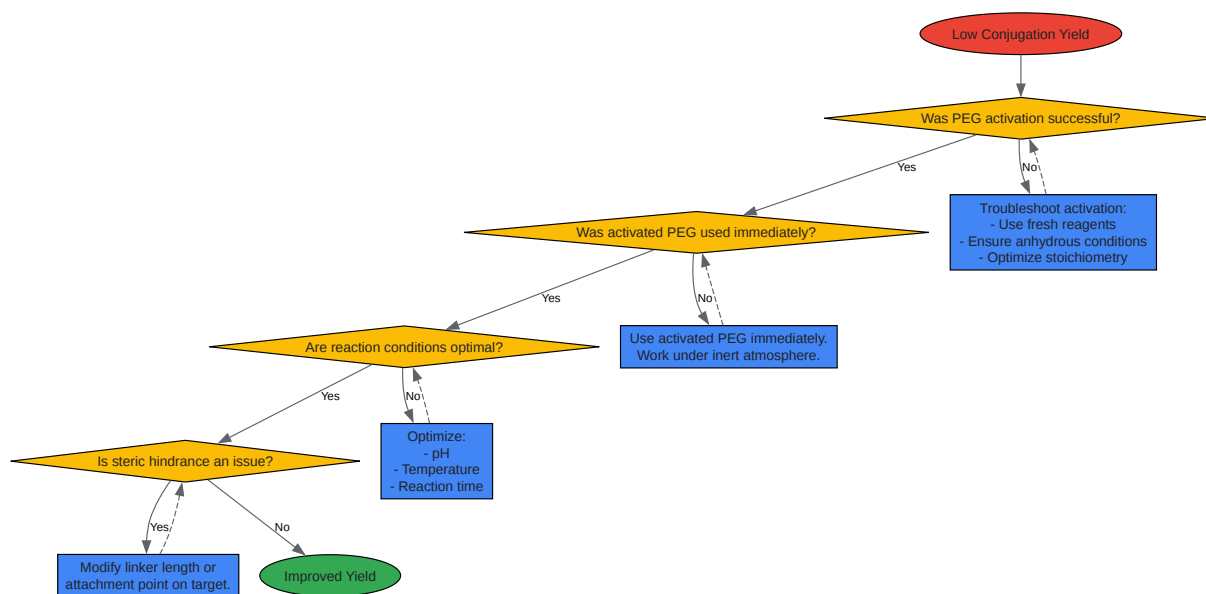 Low Conjugation Yield
Was PEG activation successful?
Yes
No
Troubleshoot activation:
- Use fresh reagents
- Ensure anhydrous conditions
- Optimize stoichiometry
Was activated PEG used immediately?
Yes
No
Use activated PEG immediately.
Work under inert atmosphere.
Are reaction conditions optimal?
Yes
No
Optimize:
- pH
- Temperature
- Reaction time
Is steric hindrance an issue?
Yes
No
Modify linker length or
attachment point on target.
Improved Yield